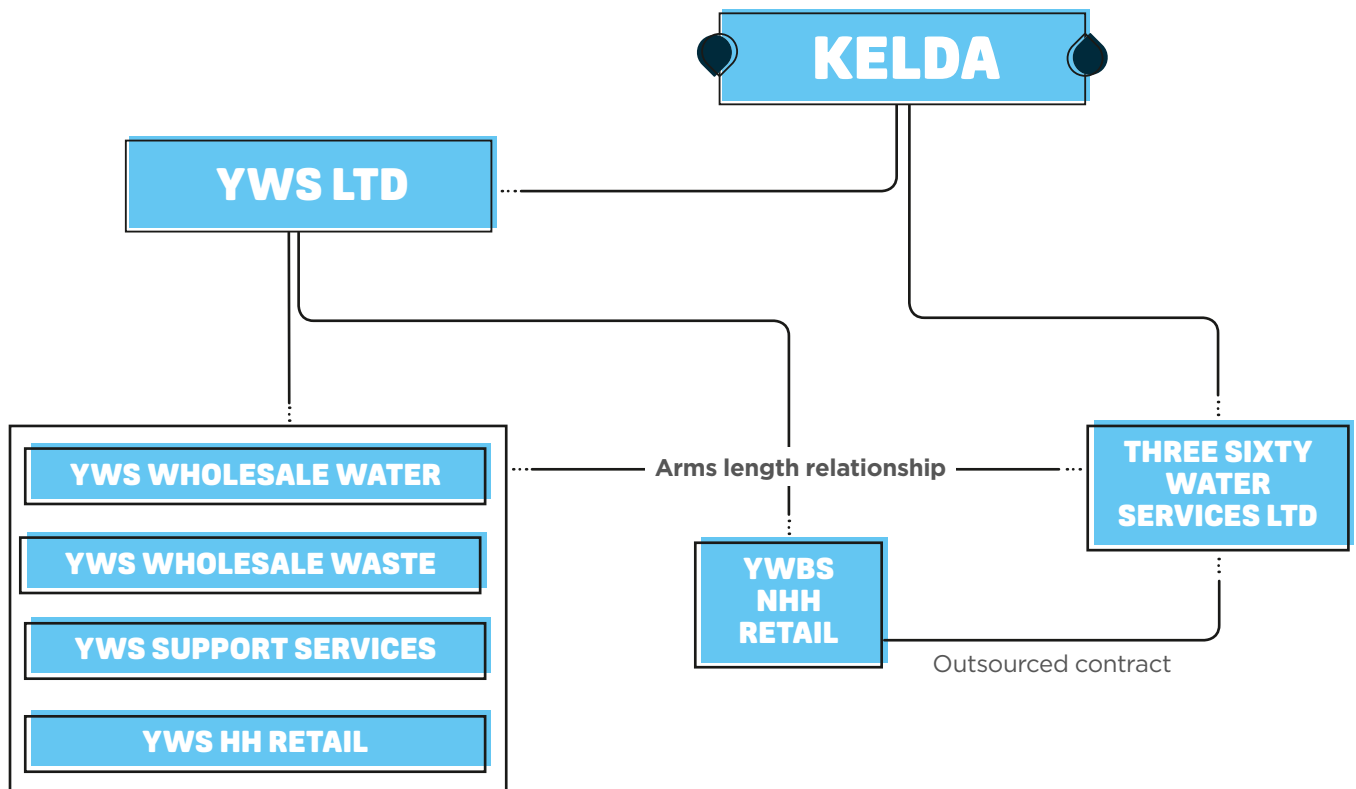 KELDA
YWS LTD
YWS WHOLESALE WATER
YWS WHOLESALE WASTE
YWS SUPPORT SERVICES
YWS HH RETAIL
Arms length relationship
THREE SIXTY
WATER
SERVICES LTD
YWBS
NHH
RETAIL
Outsourced contract